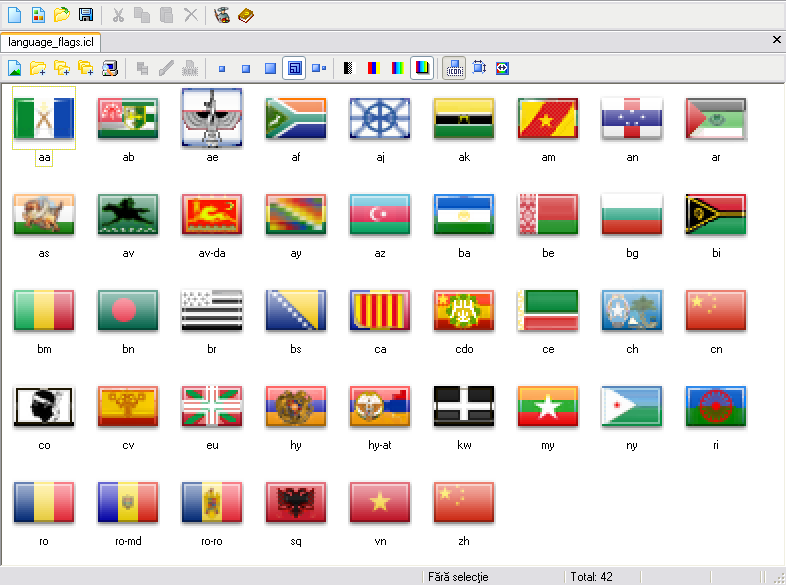 language_flags.icl
ICON
aa ab ae af aj ak am an ar
as av av-da ay az ba be bg bi
bm bn br bs ca cdo ce ch cn
co cv eu hy hy-at kw my ny ri
ro ro-md ro-ro sq vn zh
Fără selecție Total: 42